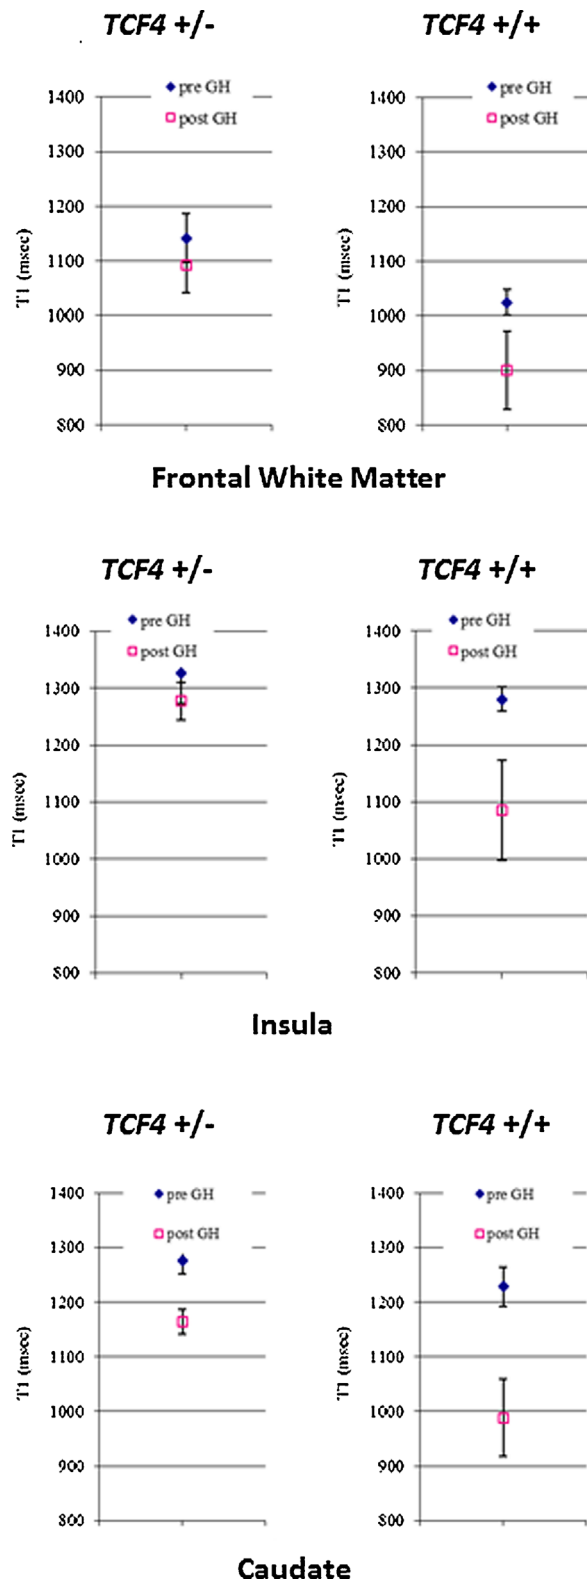 TCF4 +/- TCF4 +/+
pre GH pre GH
post GH post GH
1400 1400
1300 1300
1200 1200
1100 1100
1000 1000
900 900
800 800
T1 (msec) T1 (msec)
Frontal White Matter
TCF4 +/- TCF4 +/+
pre GH pre GH
post GH post GH
1400 1400
1300 1300
1200 1200
1100 1100
1000 1000
900 900
800 800
T1 (msec) T1 (msec)
Insula
TCF4 +/- TCF4 +/+
pre GH pre GH
post GH post GH
1400 1400
1300 1300
1200 1200
1100 1100
1000 1000
900 900
800 800
T1 (msec) T1 (msec)
Caudate